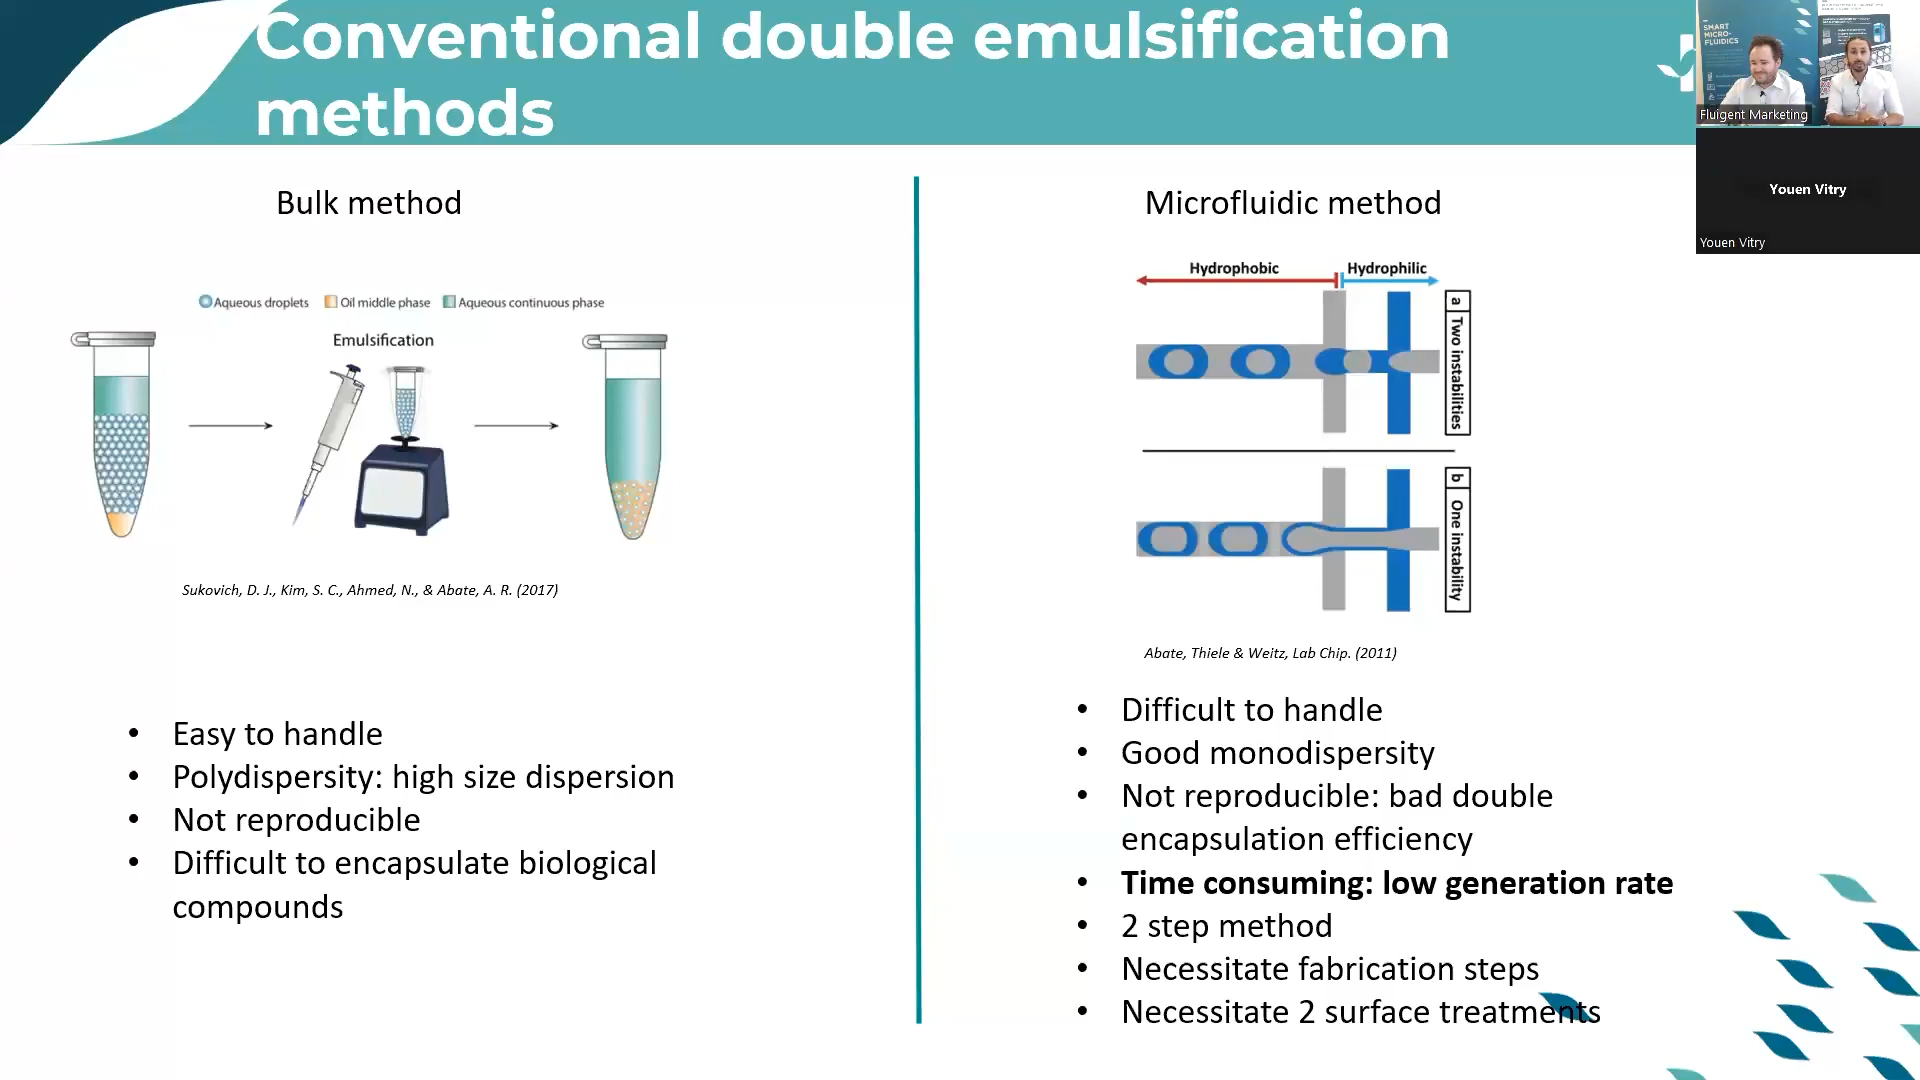 Conventional double emulsification
methods
SMART
MICRO-
FLUIDICS
Fluigent Marketing
Youen Vitry
Youen Vitry
Bulk method
Aqueous droplets
Oil middle phase
Aqueous continuous phase
Emulsification
Sukovich, D. J., Kim, S. C., Ahmed, N., & Abate, A. R. (2017)
• Easy to handle
• Polydispersity: high size dispersion
• Not reproducible
• Difficult to encapsulate biological
compounds
Microfluidic method
Hydrophobic
Hydrophilic
a
Two instabilities
b
One instability
Abate, Thiele & Weitz, Lab Chip. (2011)
• Difficult to handle
• Good monodispersity
• Not reproducible: bad double
encapsulation efficiency
• Time consuming: low generation rate
• 2 step method
• Necessitate fabrication steps
• Necessitate 2 surface treatments